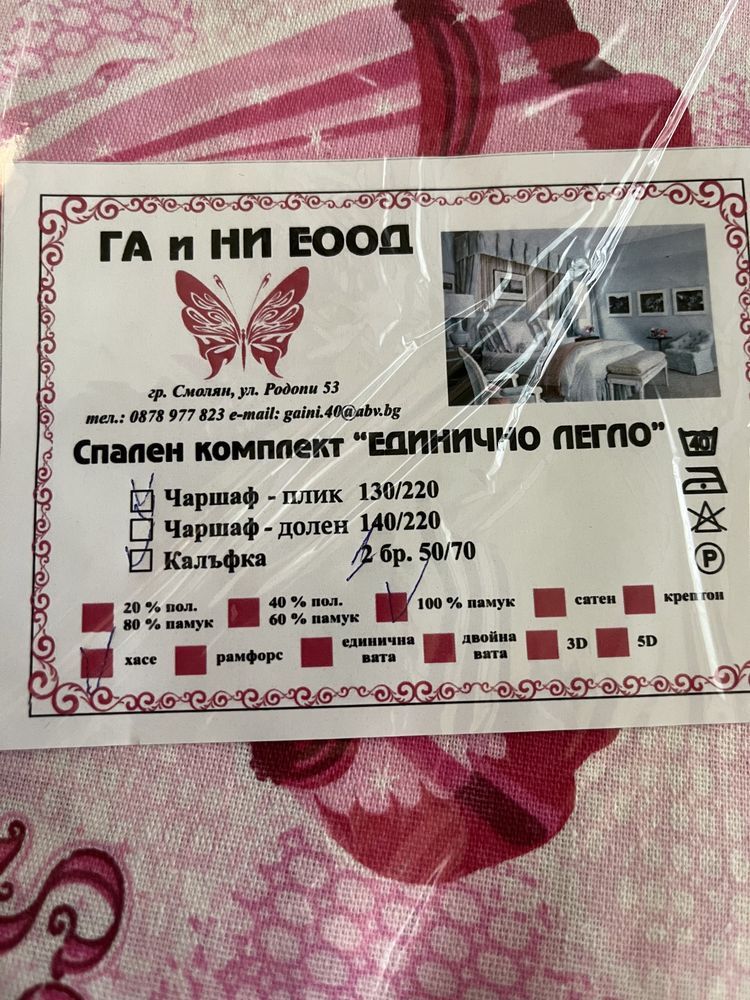 ГА и НИ ЕООД
гр. Смолян, ул. Родопи 53
тел.: 0878 977 823 e-mail: gaini.40@abv.bg
Спален комплект "ЕДИНИЧНО ЛЕГЛО"
40
Чаршаф - плик 130/220
Чаршаф - долен 140/220
Калъфка 2 бр. 50/70
P
20 % пол.
80 % памук
40 % пол.
60 % памук
100 % памук
сатен
кретон
хасе
рамфорс
единична
вата
двойна
вата
3D
5D